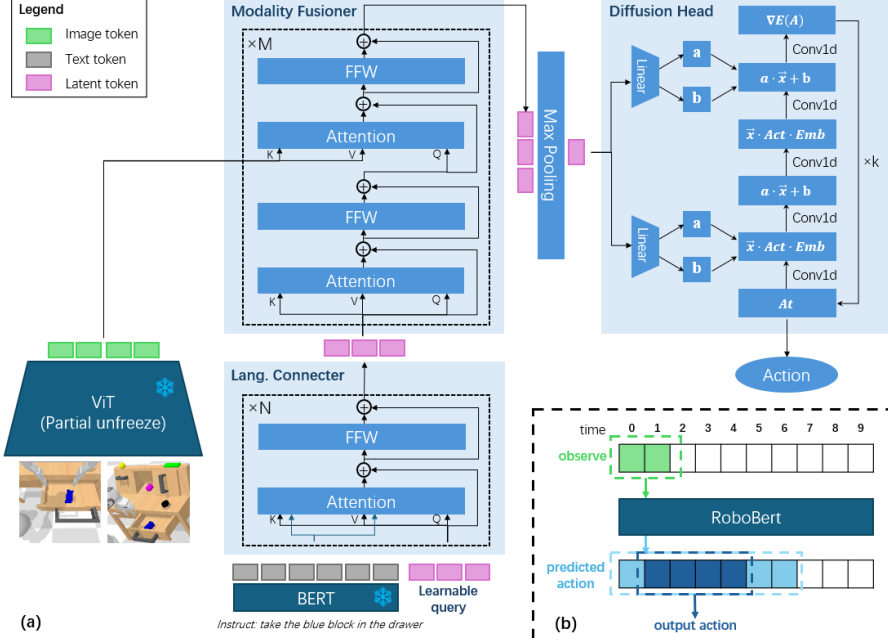 Legend
Image token
Text token
Latent token
Modality Fusioner
×M
FFW
Attention
K
V
Q
FFW
Attention
K
V
Q
Max Pooling
Diffusion Head
∇E(A)
Conv1d
Linear
a
b
a · x⃗ + b
Conv1d
x⃗ · Act · Emb
Conv1d
×k
a · x⃗ + b
Conv1d
Linear
a
b
x⃗ · Act · Emb
Conv1d
At
Action
ViT
(Partial unfreeze)
Lang. Connecter
×N
FFW
Attention
K
V
Q
BERT
Learnable
query
Instruct: take the blue block in the drawer
(a)
time 0 1 2 3 4 5 6 7 8 9
observe
RoboBert
predicted
action
output action
(b)